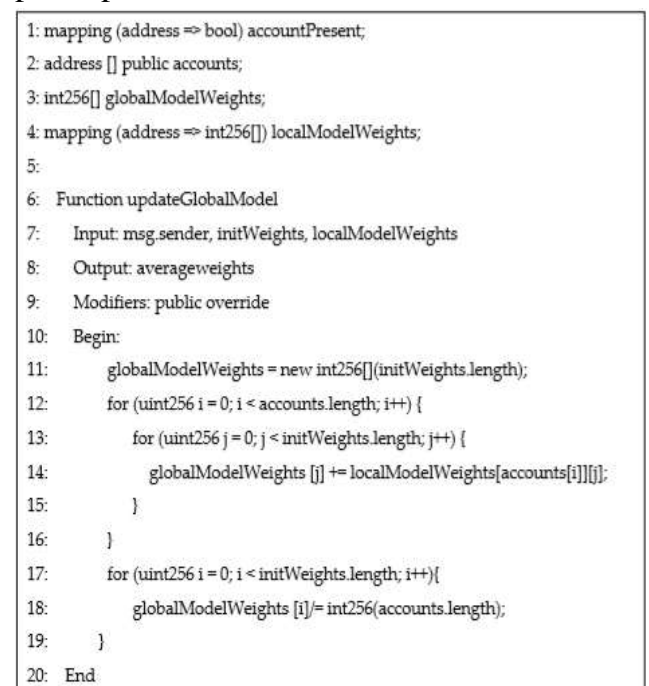 1: mapping (address => bool) accountPresent;
2: address [] public accounts;
3: int256[] globalModelWeights;
4: mapping (address => int256[]) localModelWeights;
5:
6: Function updateGlobalModel
7: Input: msg.sender, initWeights, localModelWeights
8: Output: averageweights
9: Modifiers: public override
10: Begin:
11: globalModelWeights = new int256[](initWeights.length);
12: for (uint256 i = 0; i < accounts.length; i++) {
13: for (uint256 j = 0; j < initWeights.length; j++) {
14: globalModelWeights [j] += localModelWeights[accounts[i]][j];
15: }
16: }
17: for (uint256 i = 0; i < initWeights.length; i++){
18: globalModelWeights [i]/= int256(accounts.length);
19: }
20: End